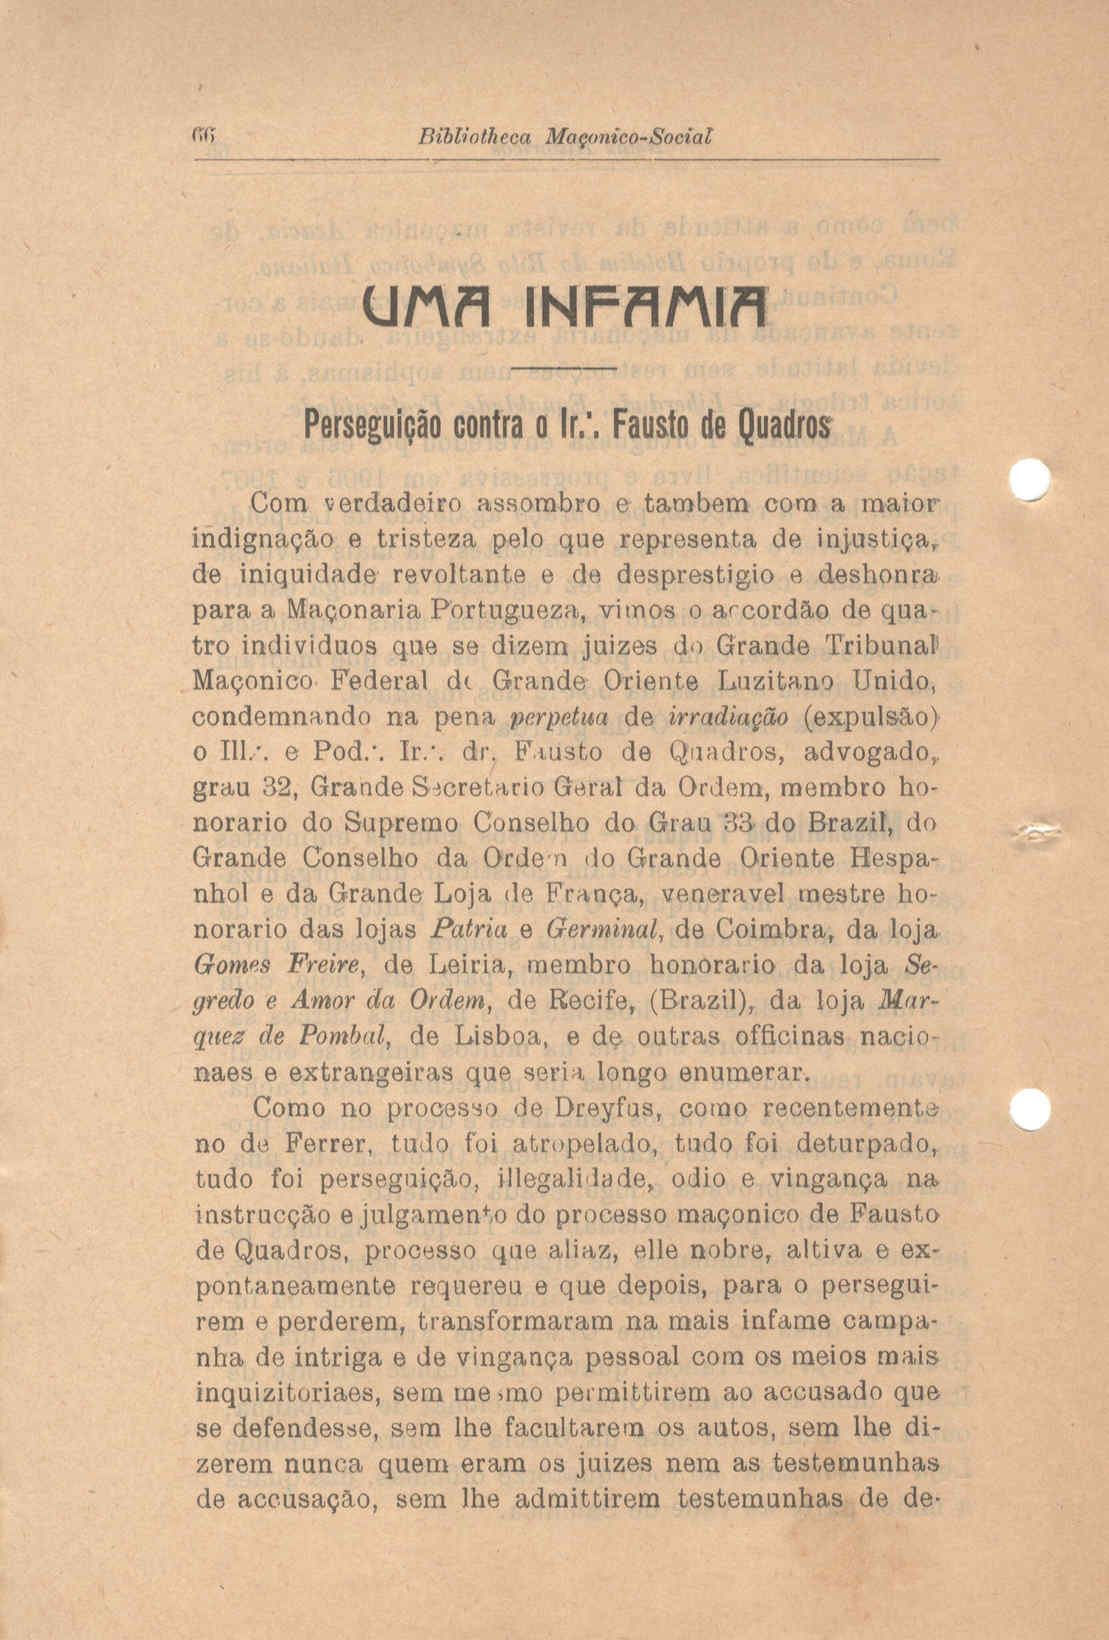 66
Bibliotheca Maçonico-Social
UMA INFAMIA
Perseguição contra o Ir.·. Fausto de Quadros
Com verdadeiro assombro e tambem com a maior
indignação e tristeza pelo que representa de injustiça,
de iniquidade revoltante e de desprestigio e deshonra
para a Maçonaria Portugueza, vimos o accordão de qua-
tro individuos que se dizem juizes do Grande Tribunal
Maçonico Federal do Grande Oriente Luzitano Unido,
condemnando na pena perpetua de irradiação (expulsão)
o Ill.·. e Pod.·. Ir.·. dr. Fausto de Quadros, advogado,
grau 32, Grande Secretario Geral da Ordem, membro ho-
norario do Supremo Conselho do Grau 33 do Brazil, do
Grande Conselho da Ordem do Grande Oriente Hespa-
nhol e da Grande Loja de França, veneravel mestre ho-
norario das lojas Patria e Germinal, de Coimbra, da loja
Gomes Freire, de Leiria, membro honorario da loja Se-
gredo e Amor da Ordem, de Recife, (Brazil), da loja Mar-
quez de Pombal, de Lisboa, e de outras officinas nacio-
naes e extrangeiras que seria longo enumerar.
Como no processo de Dreyfus, como recentemente
no de Ferrer, tudo foi atropelado, tudo foi deturpado,
tudo foi perseguição, illegalidade, odio e vingança na
instrucção e julgamento do processo maçonico de Fausto
de Quadros, processo que aliaz, elle nobre, altiva e ex-
pontaneamente requereu e que depois, para o persegui-
rem e perderem, transformaram na mais infame campa-
nha de intriga e de vingança pessoal com os meios mais
inquizitoriaes, sem mesmo permittirem ao accusado que
se defendesse, sem lhe facultarem os autos, sem lhe di-
zerem nunca quem eram os juizes nem as testemunhas
de accusação, sem lhe admittirem testemunhas de de-